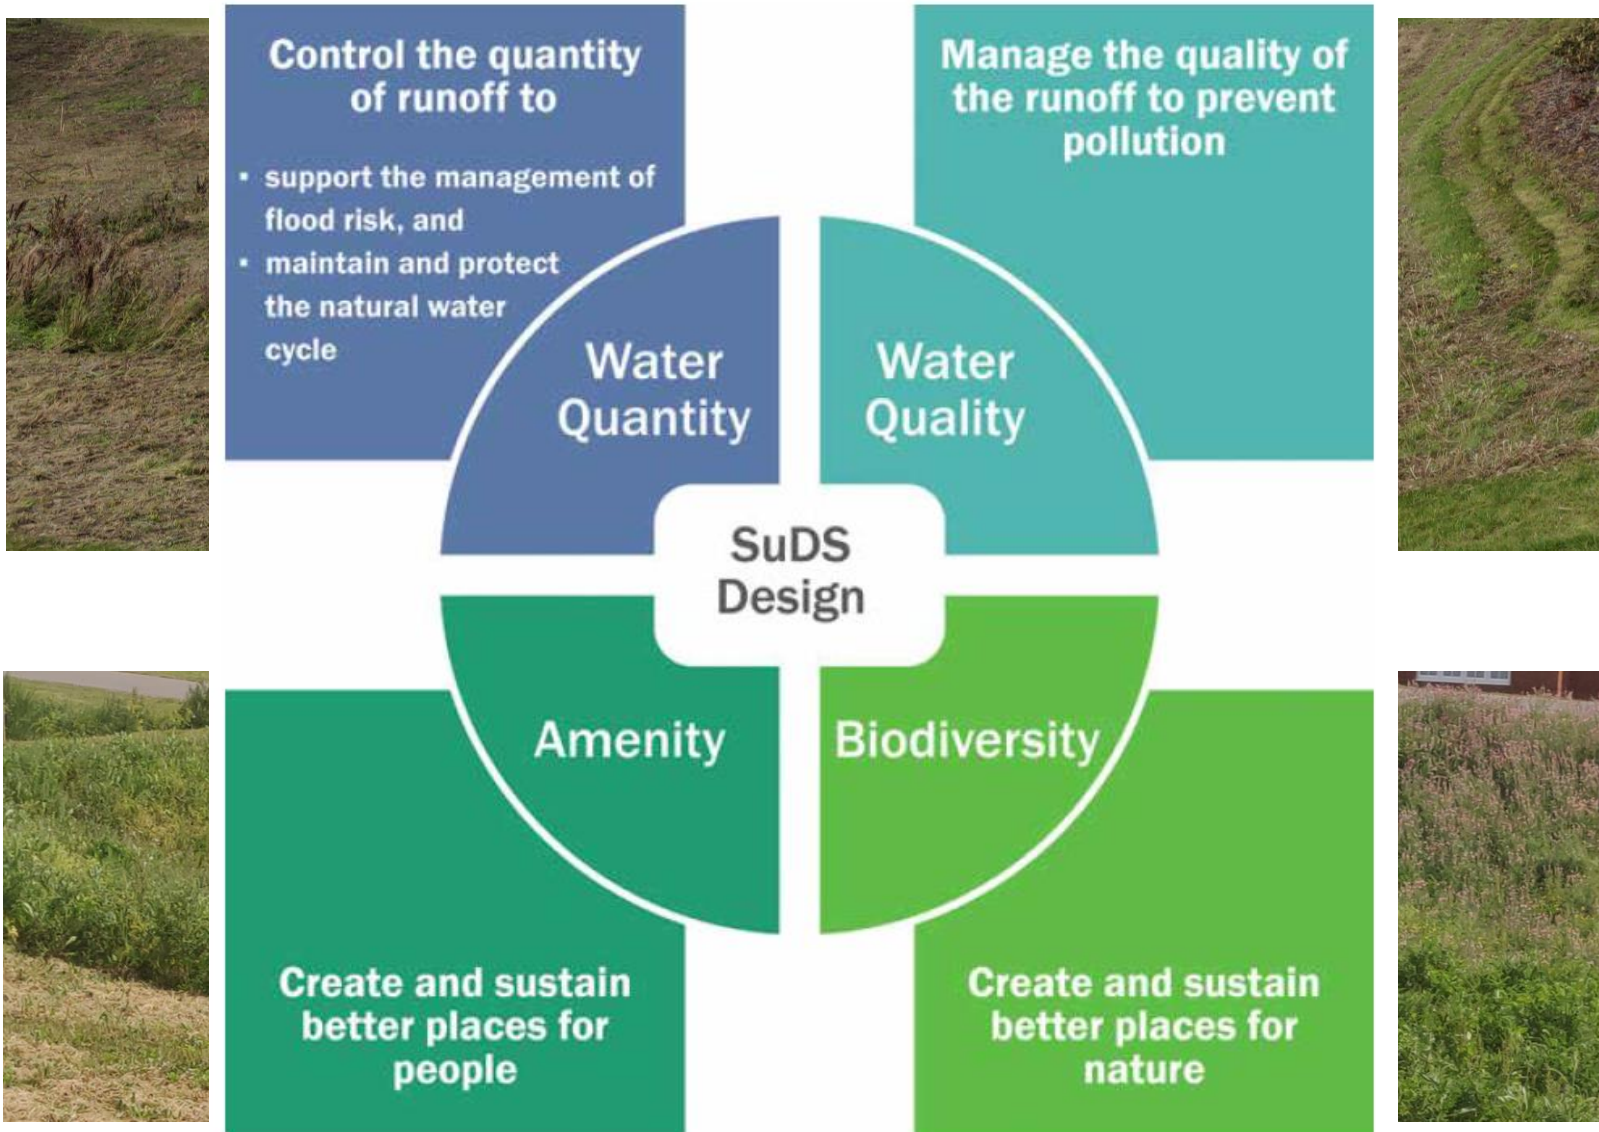 Control the quantity
of runoff to
▪ support the management of
flood risk, and
▪ maintain and protect
the natural water
cycle
Manage the quality of
the runoff to prevent
pollution
Water
Quantity
Water
Quality
SuDS
Design
Amenity
Biodiversity
Create and sustain
better places for
people
Create and sustain
better places for
nature